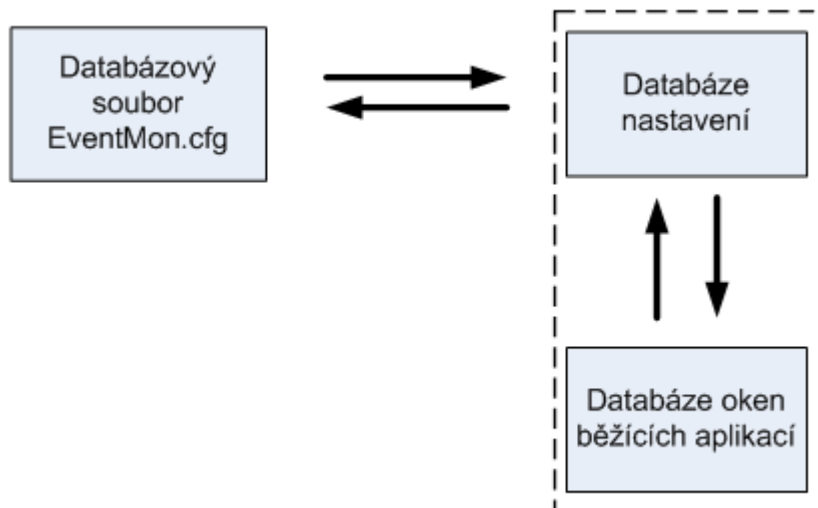 Databázový
soubor
EventMon.cfg
Databáze
nastavení
Databáze oken
běžících aplikací